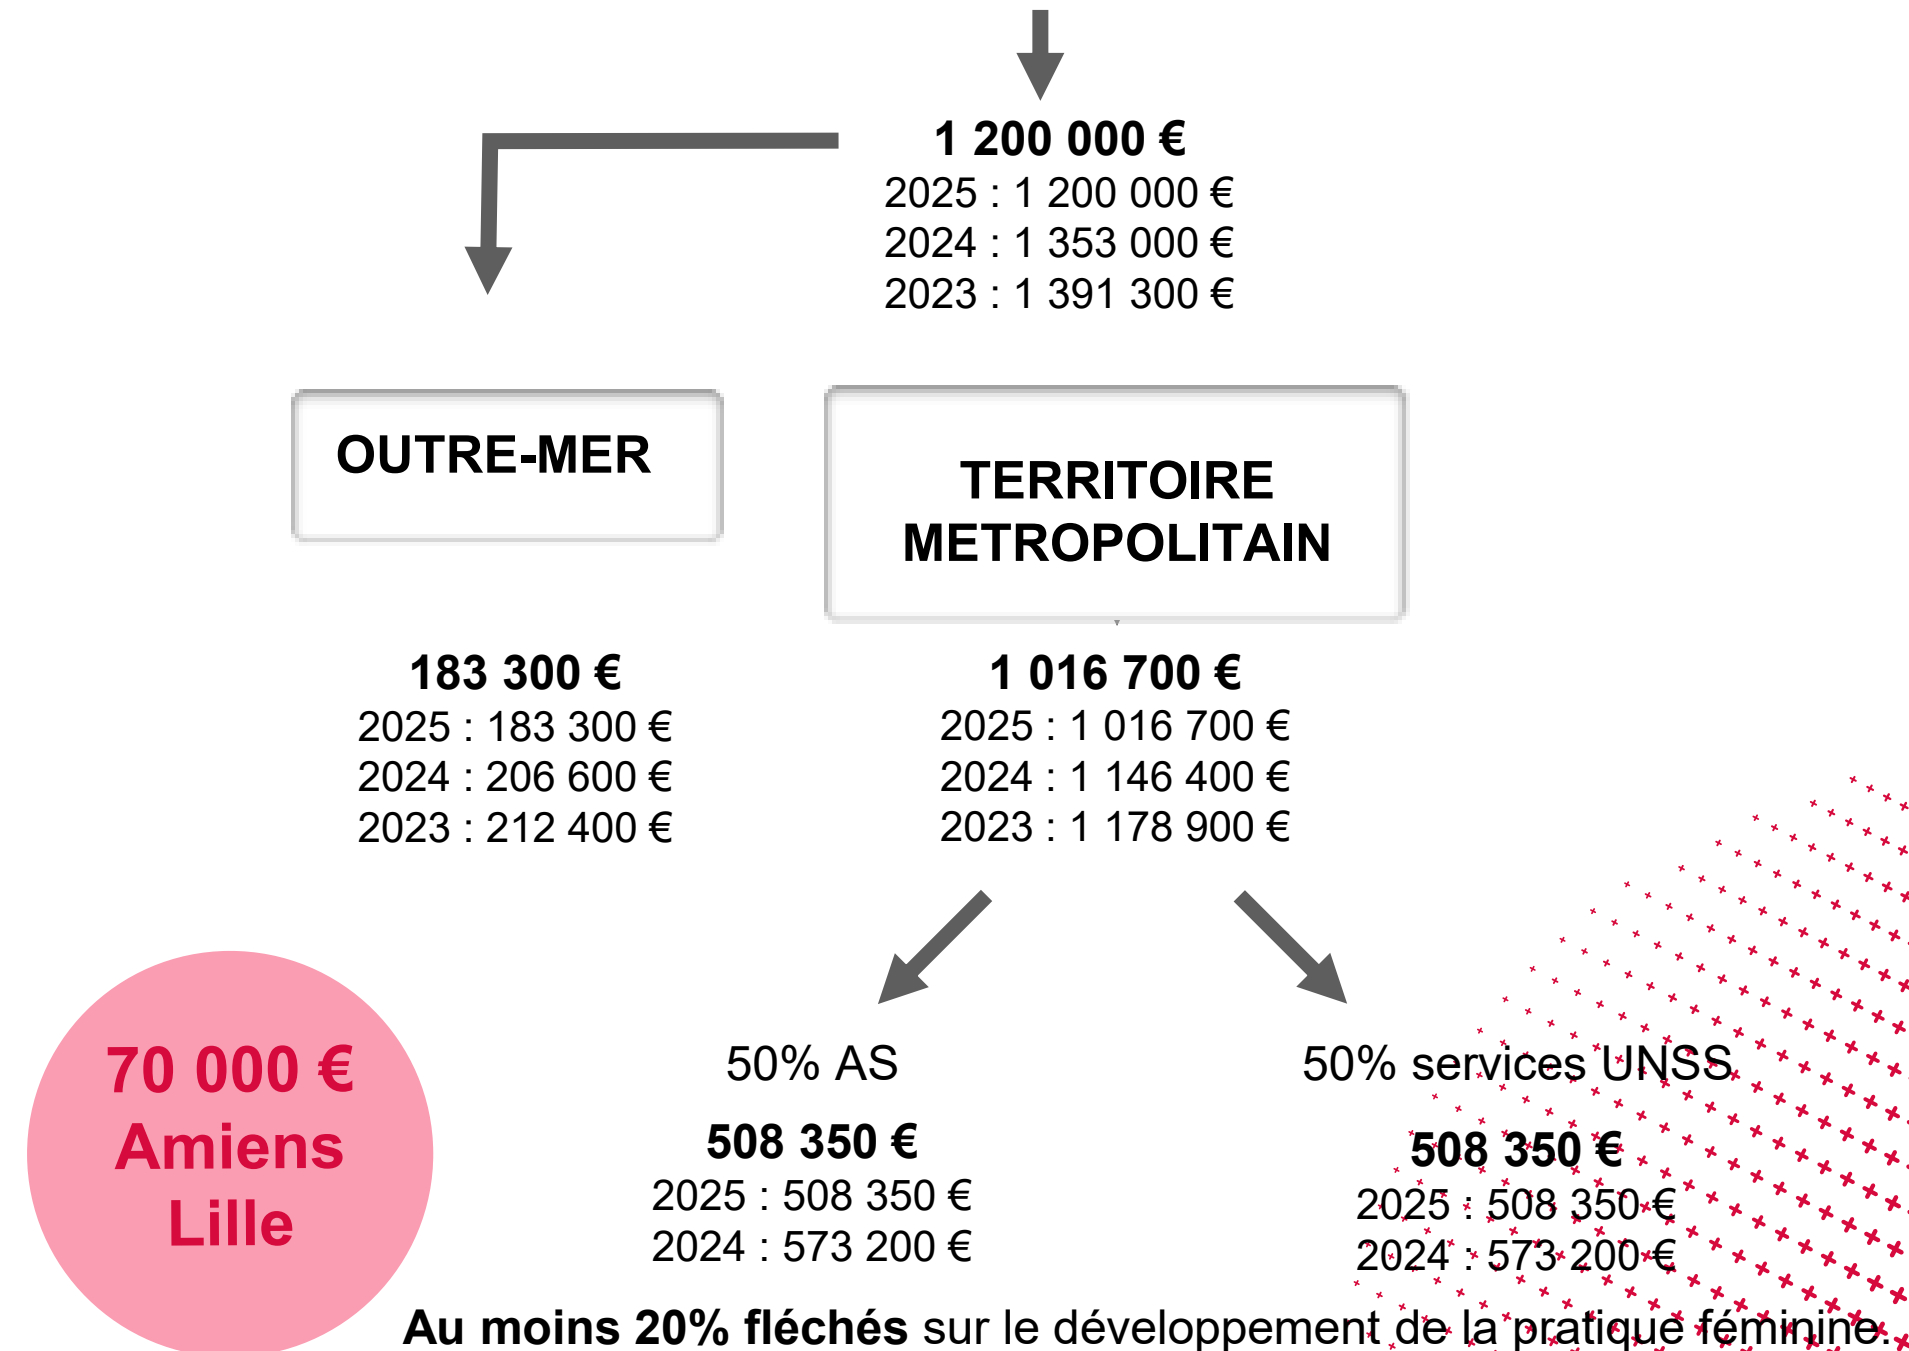 1 200 000 €
2025 : 1 200 000 €
2024 : 1 353 000 €
2023 : 1 391 300 €
OUTRE-MER
TERRITOIRE
METROPOLITAIN
183 300 €
2025 : 183 300 €
2024 : 206 600 €
2023 : 212 400 €
1 016 700 €
2025 : 1 016 700 €
2024 : 1 146 400 €
2023 : 1 178 900 €
70 000 €
Amiens
Lille
50% AS
508 350 €
2025 : 508 350 €
2024 : 573 200 €
50% services UNSS
508 350 €
2025 : 508 350 €
2024 : 573 200 €
Au moins 20% fléchés sur le développement de la pratique féminine.